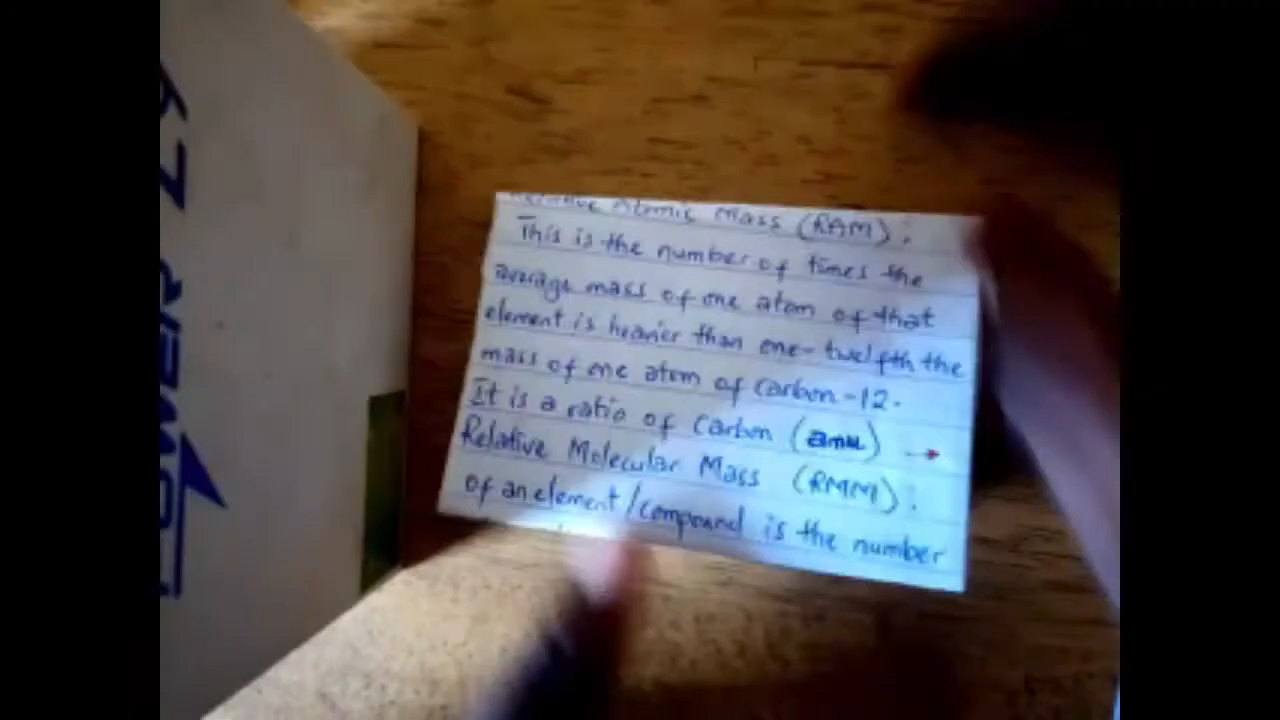 Relative Atomic Mass (RAM):
This is the number of times the
average mass of one atom of that
element is heavier than one-twelfth the
mass of one atom of carbon-12.
It is a ratio of Carbon (amu) →
Relative Molecular Mass (RMM):
of an element/compound is the number